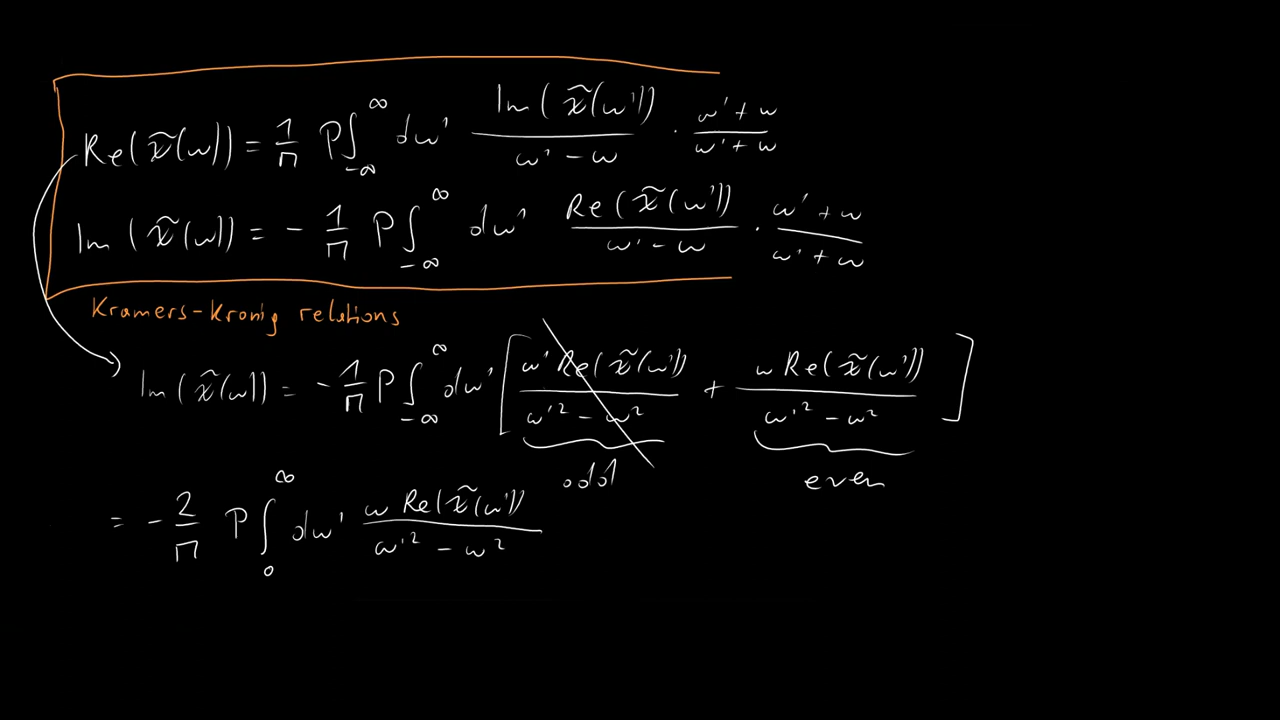 Re(χ̃(ω)) = 1/π P∫_{-∞}^{∞} dω' Im(χ̃(ω'))/(ω' - ω) · (ω' + ω)/(ω' + ω)
Im(χ̃(ω)) = - 1/π P∫_{-∞}^{∞} dω' Re(χ̃(ω'))/(ω' - ω) · (ω' + ω)/(ω' + ω)
Kramers-Kronig relations
Im(χ̃(ω)) = - 1/π P∫_{-∞}^{∞} dω' [ ω' Re(χ̃(ω'))/(ω'² - ω²) + ω Re(χ̃(ω'))/(ω'² - ω²) ]
odd even
= - 2/π P∫_{0}^{∞} dω' ω Re(χ̃(ω'))/(ω'² - ω²)